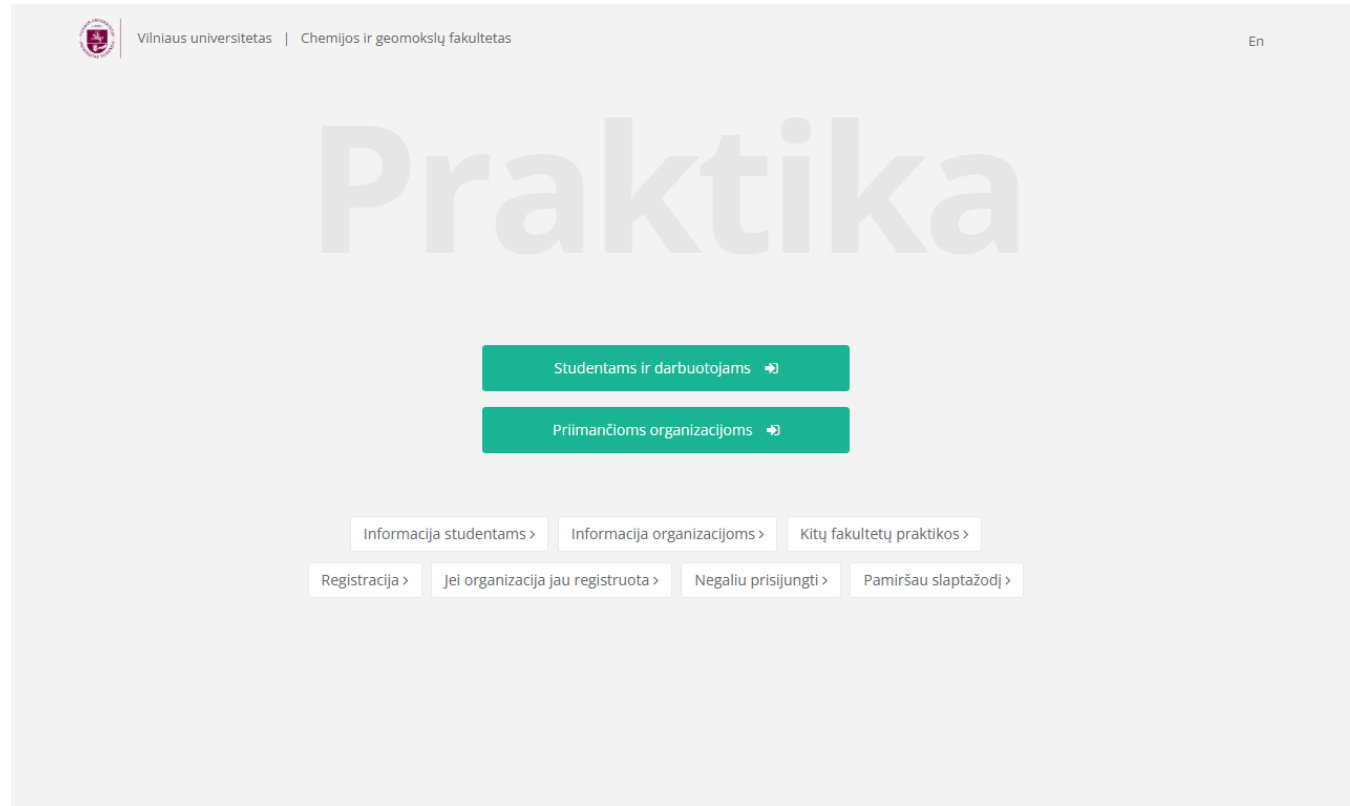 Vilniaus universitetas | Chemijos ir geomokslų fakultetas
En
Praktika
Studentams ir darbuotojams
Priimančioms organizacijoms
Informacija studentams > Informacija organizacijoms > Kitų fakultetų praktikos >
Registracija > Jei organizacija jau registruota > Negaliu prisijungti > Pamiršau slaptažodį >